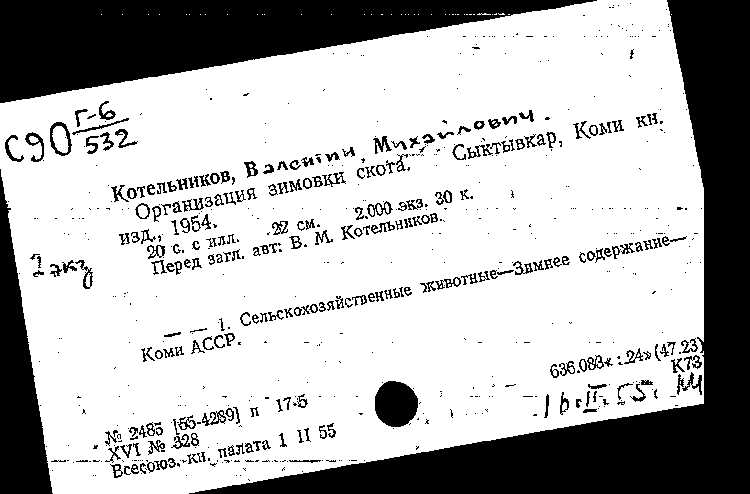 С90 Г-6/532
Котельников, Валентин Михайлович.
Организация зимовки скота. Сыктывкар, Коми кн.
изд., 1954.
20 с. с илл. 22 см. 2.000 экз. 30 к.
Перед загл. авт: В. М. Котельников.
2 экз
— — 1. Сельскохозяйственные животные—Зимнее содержание—
Коми АССР.
636.083«:24»(47.23)
К73
№ 2485 [55-4289] п 17·5
XVI № 328
Всесоюз. кн. палата 1 II 55
16.II.55.